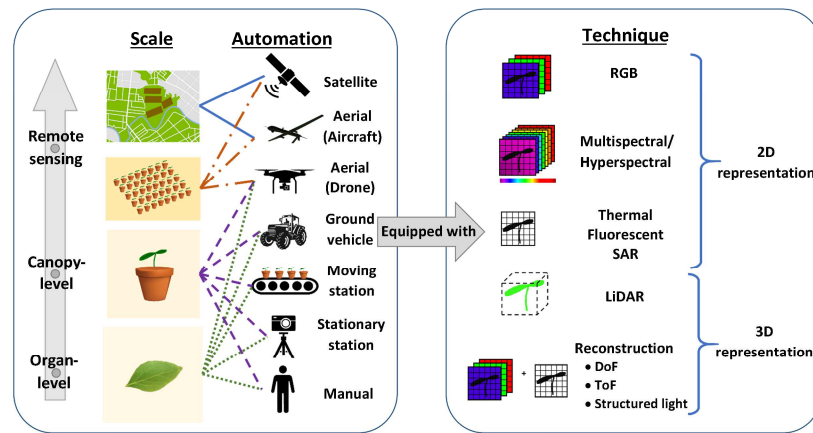 Scale
Automation
Remote
sensing
Canopy-
level
Organ-
level
Satellite
Aerial
(Aircraft)
Aerial
(Drone)
Ground
vehicle
Moving
station
Stationary
station
Manual
Equipped with
Technique
RGB
Multispectral/
Hyperspectral
Thermal
Fluorescent
SAR
LiDAR
Reconstruction
• DoF
• ToF
• Structured light
+
2D
representation
3D
representation